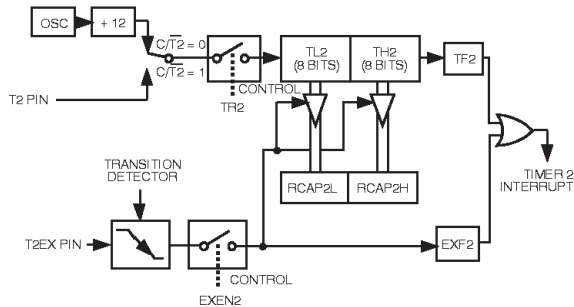 OSC
+ 12
C/T2 = 0
C/T2 = 1
T2 PIN
CONTROL
TR2
TL2
(8 BITS)
TH2
(8 BITS)
TF2
RCAP2L
RCAP2H
TIMER 2
INTERRUPT
TRANSITION
DETECTOR
T2EX PIN
CONTROL
EXEN2
EXF2